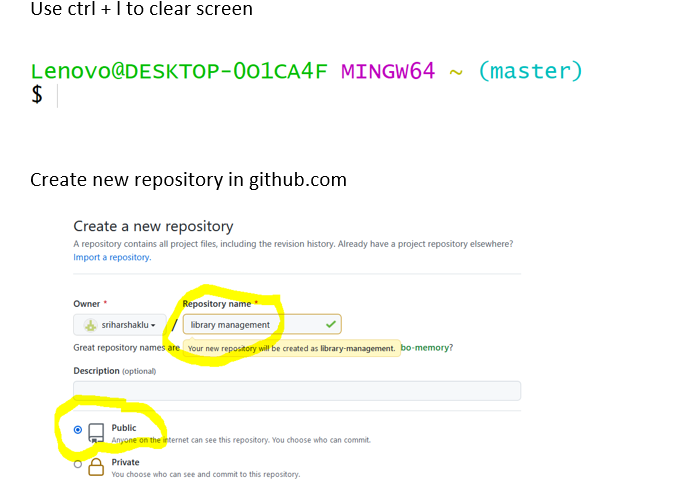 Use ctrl + l to clear screen
Lenovo@DESKTOP-0O1CA4F MINGW64 ~ (master)
$
Create new repository in github.com
Create a new repository
A repository contains all project files, including the revision history. Already have a project repository elsewhere?
Import a repository.
Owner * Repository name *
sriharshaklu / library management
Great repository names are Your new repository will be created as library-management. bo-memory?
Description (optional)
Public
Anyone on the internet can see this repository. You choose who can commit.
Private
You choose who can see and commit to this repository.